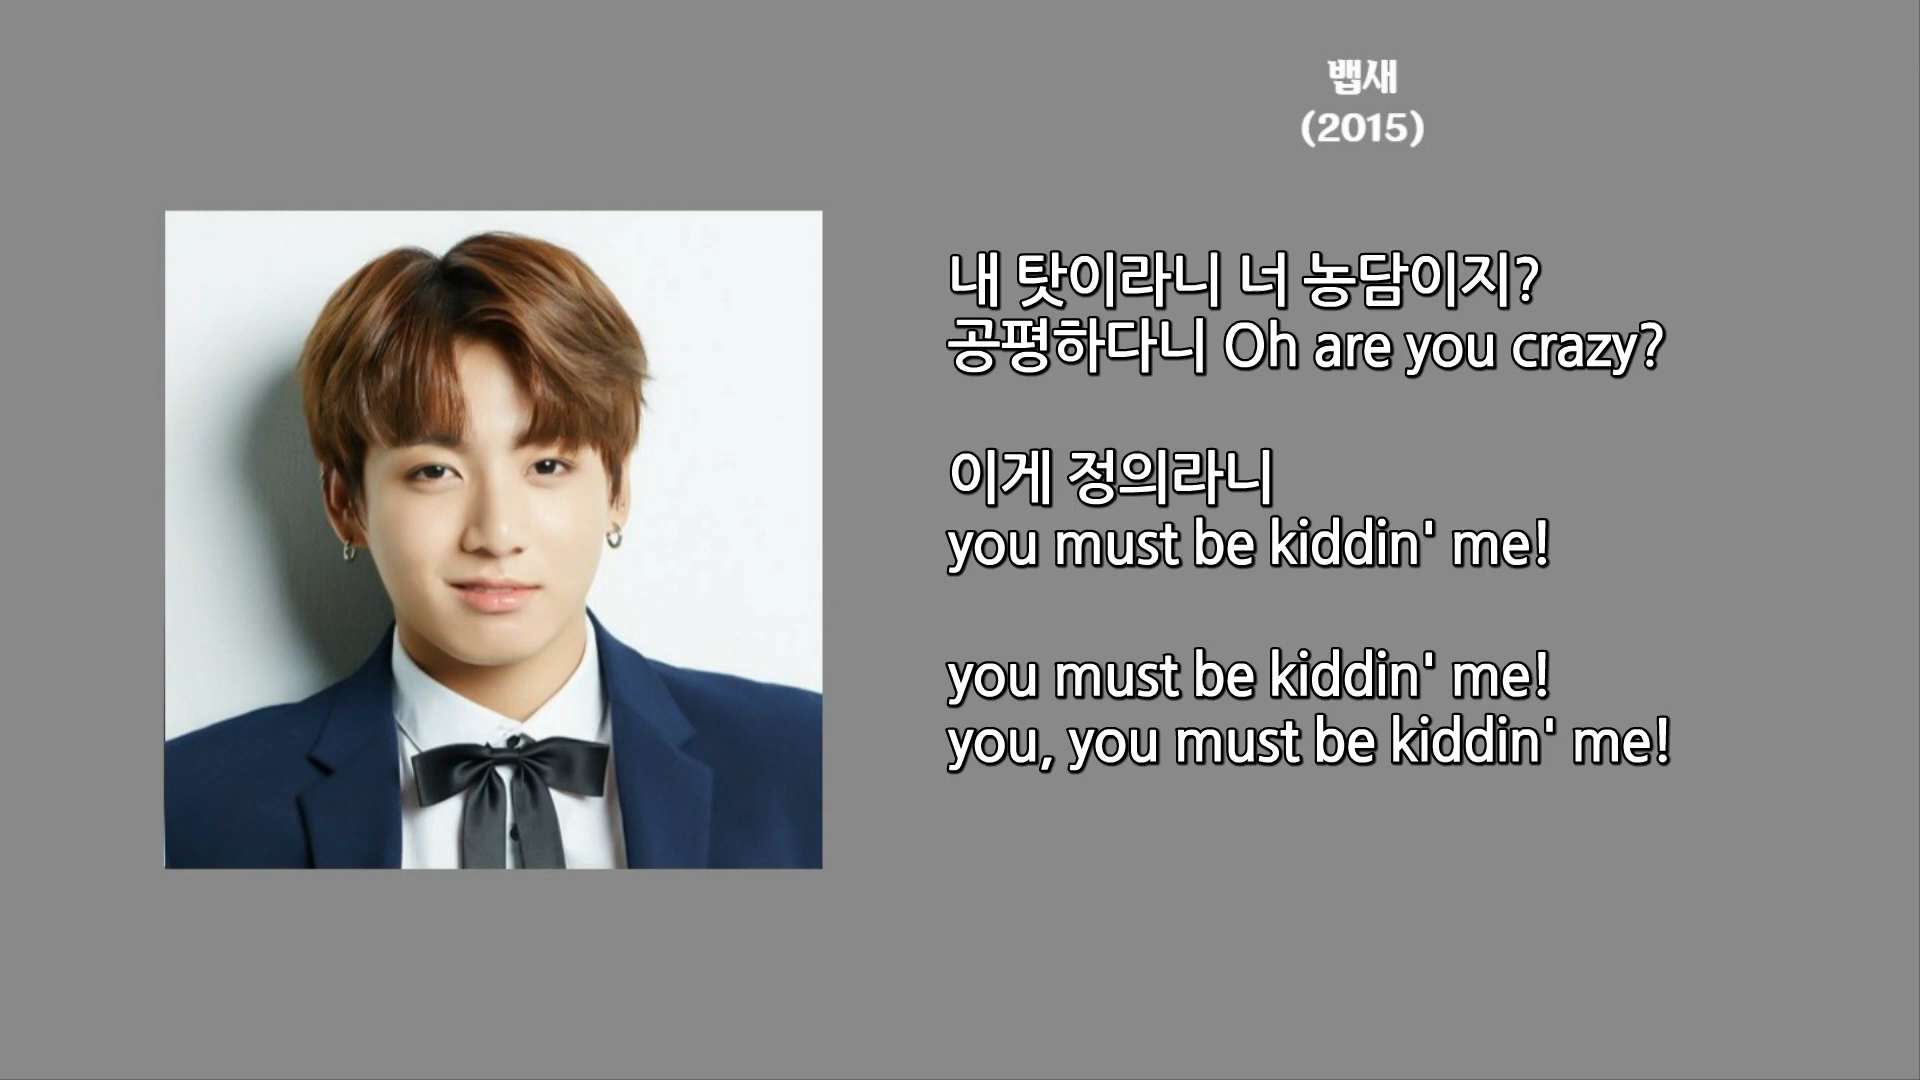 뱁새
(2015)
내 탓이라니 너 농담이지?
공평하다니 Oh are you crazy?
이게 정의라니
you must be kiddin' me!
you must be kiddin' me!
you, you must be kiddin' me!